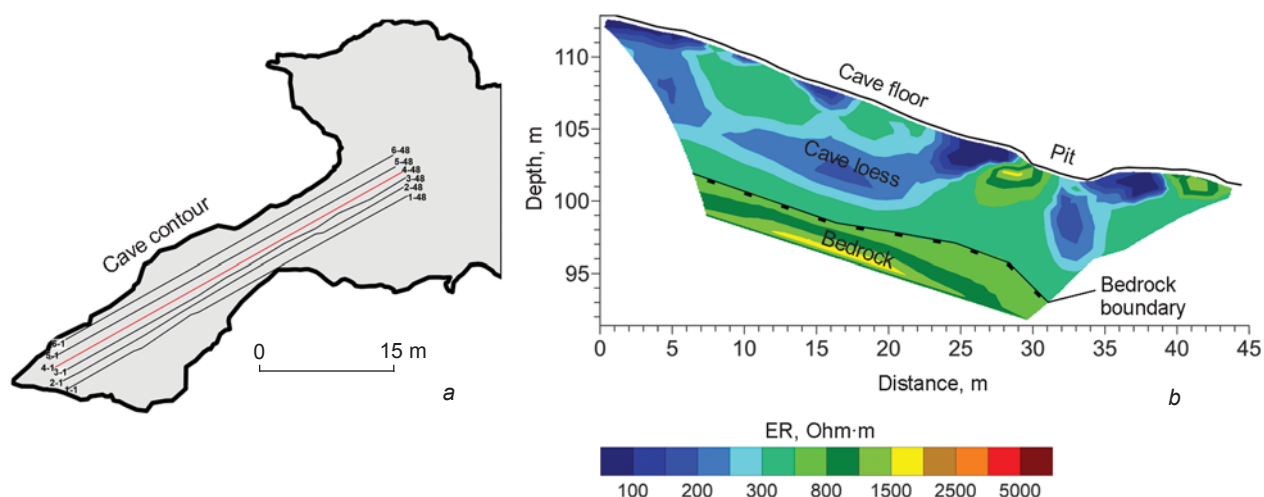 Cave contour
6-48
5-48
4-48
3-48
2-48
1-48
6-1
5-1
4-1
3-1
2-1
1-1
0 15 m
a
Depth, m
110
105
100
95
Cave floor
Pit
Cave loess
Bedrock
Bedrock
boundary
0 5 10 15 20 25 30 35 40 45
Distance, m
b
ER, Ohm·m
100 200 300 800 1500 2500 5000